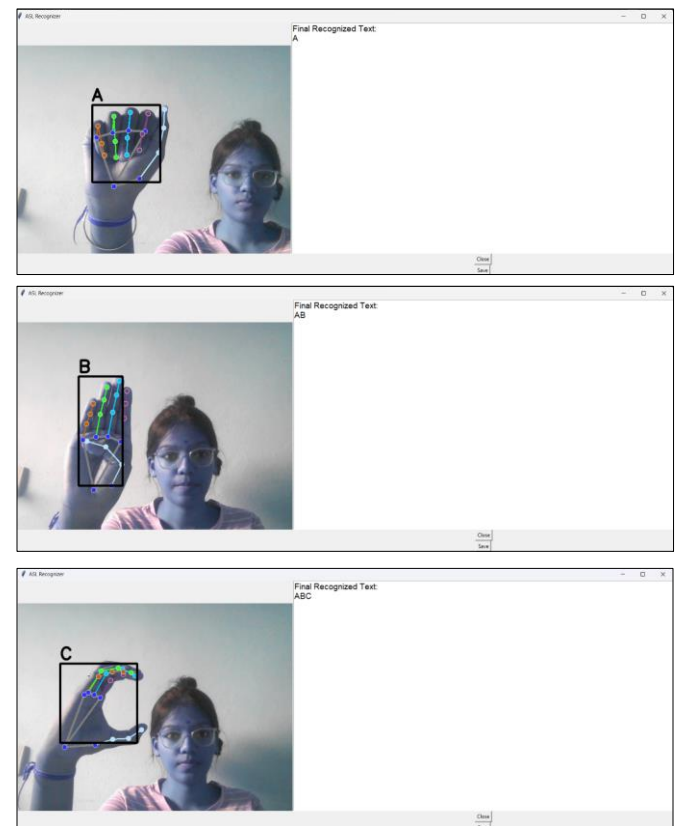 ASL Recognizer
Final Recognized Text:
A
A
Close
Save
ASL Recognizer
Final Recognized Text:
AB
B
Close
Save
ASL Recognizer
Final Recognized Text:
ABC
C
Close